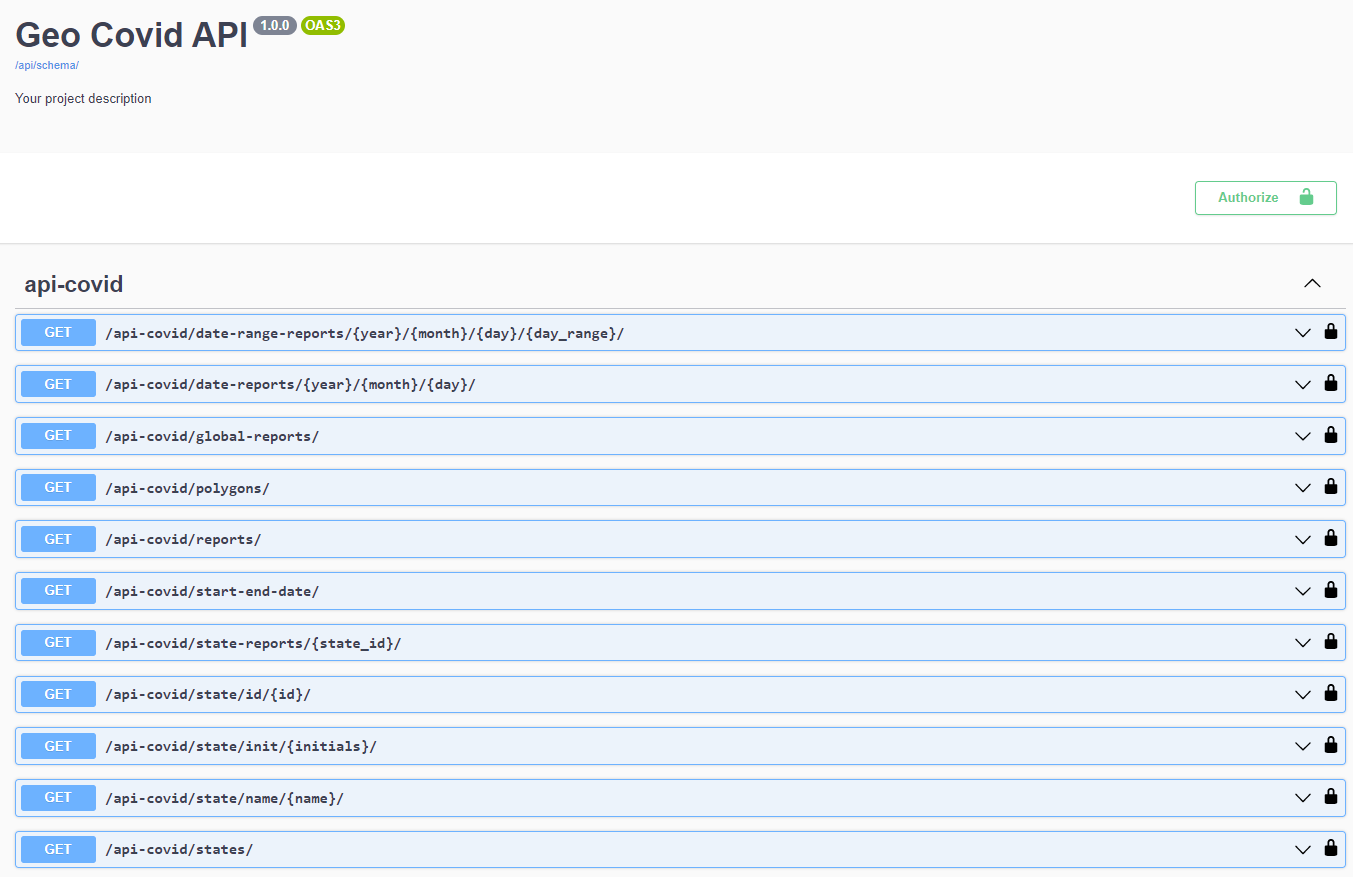 Geo Covid API 1.0.0 OAS3
/api/schema/
Your project description
Authorize
api-covid
GET /api-covid/date-range-reports/{year}/{month}/{day}/{day_range}/
GET /api-covid/date-reports/{year}/{month}/{day}/
GET /api-covid/global-reports/
GET /api-covid/polygons/
GET /api-covid/reports/
GET /api-covid/start-end-date/
GET /api-covid/state-reports/{state_id}/
GET /api-covid/state/id/{id}/
GET /api-covid/state/init/{initials}/
GET /api-covid/state/name/{name}/
GET /api-covid/states/